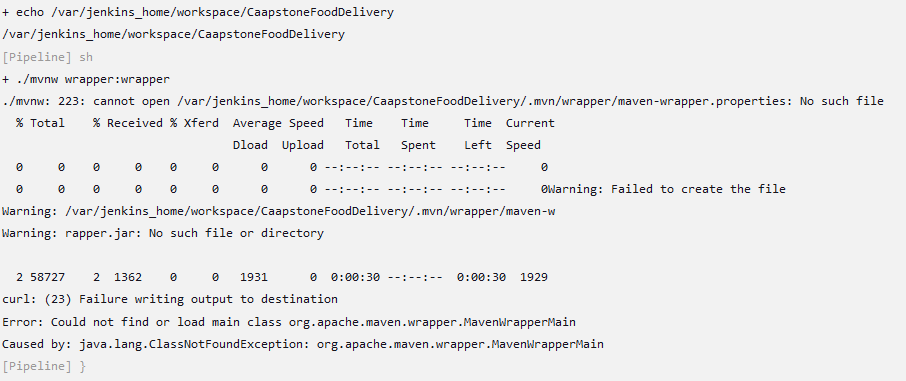 + echo /var/jenkins_home/workspace/CaapstoneFoodDelivery
/var/jenkins_home/workspace/CaapstoneFoodDelivery
[Pipeline] sh
+ ./mvnw wrapper:wrapper
./mvnw: 223: cannot open /var/jenkins_home/workspace/CaapstoneFoodDelivery/.mvn/wrapper/maven-wrapper.properties: No such file
  % Total    % Received % Xferd  Average Speed   Time    Time     Time  Current
                                 Dload  Upload   Total   Spent    Left  Speed
  0     0    0     0    0     0      0      0 --:--:-- --:--:-- --:--:--     0
  0     0    0     0    0     0      0      0 --:--:-- --:--:-- --:--:--     0Warning: Failed to create the file
Warning: /var/jenkins_home/workspace/CaapstoneFoodDelivery/.mvn/wrapper/maven-w
Warning: rapper.jar: No such file or directory
  2 58727    2  1362    0     0   1931      0  0:00:30 --:--:--  0:00:30  1929
curl: (23) Failure writing output to destination
Error: Could not find or load main class org.apache.maven.wrapper.MavenWrapperMain
Caused by: java.lang.ClassNotFoundException: org.apache.maven.wrapper.MavenWrapperMain
[Pipeline] }